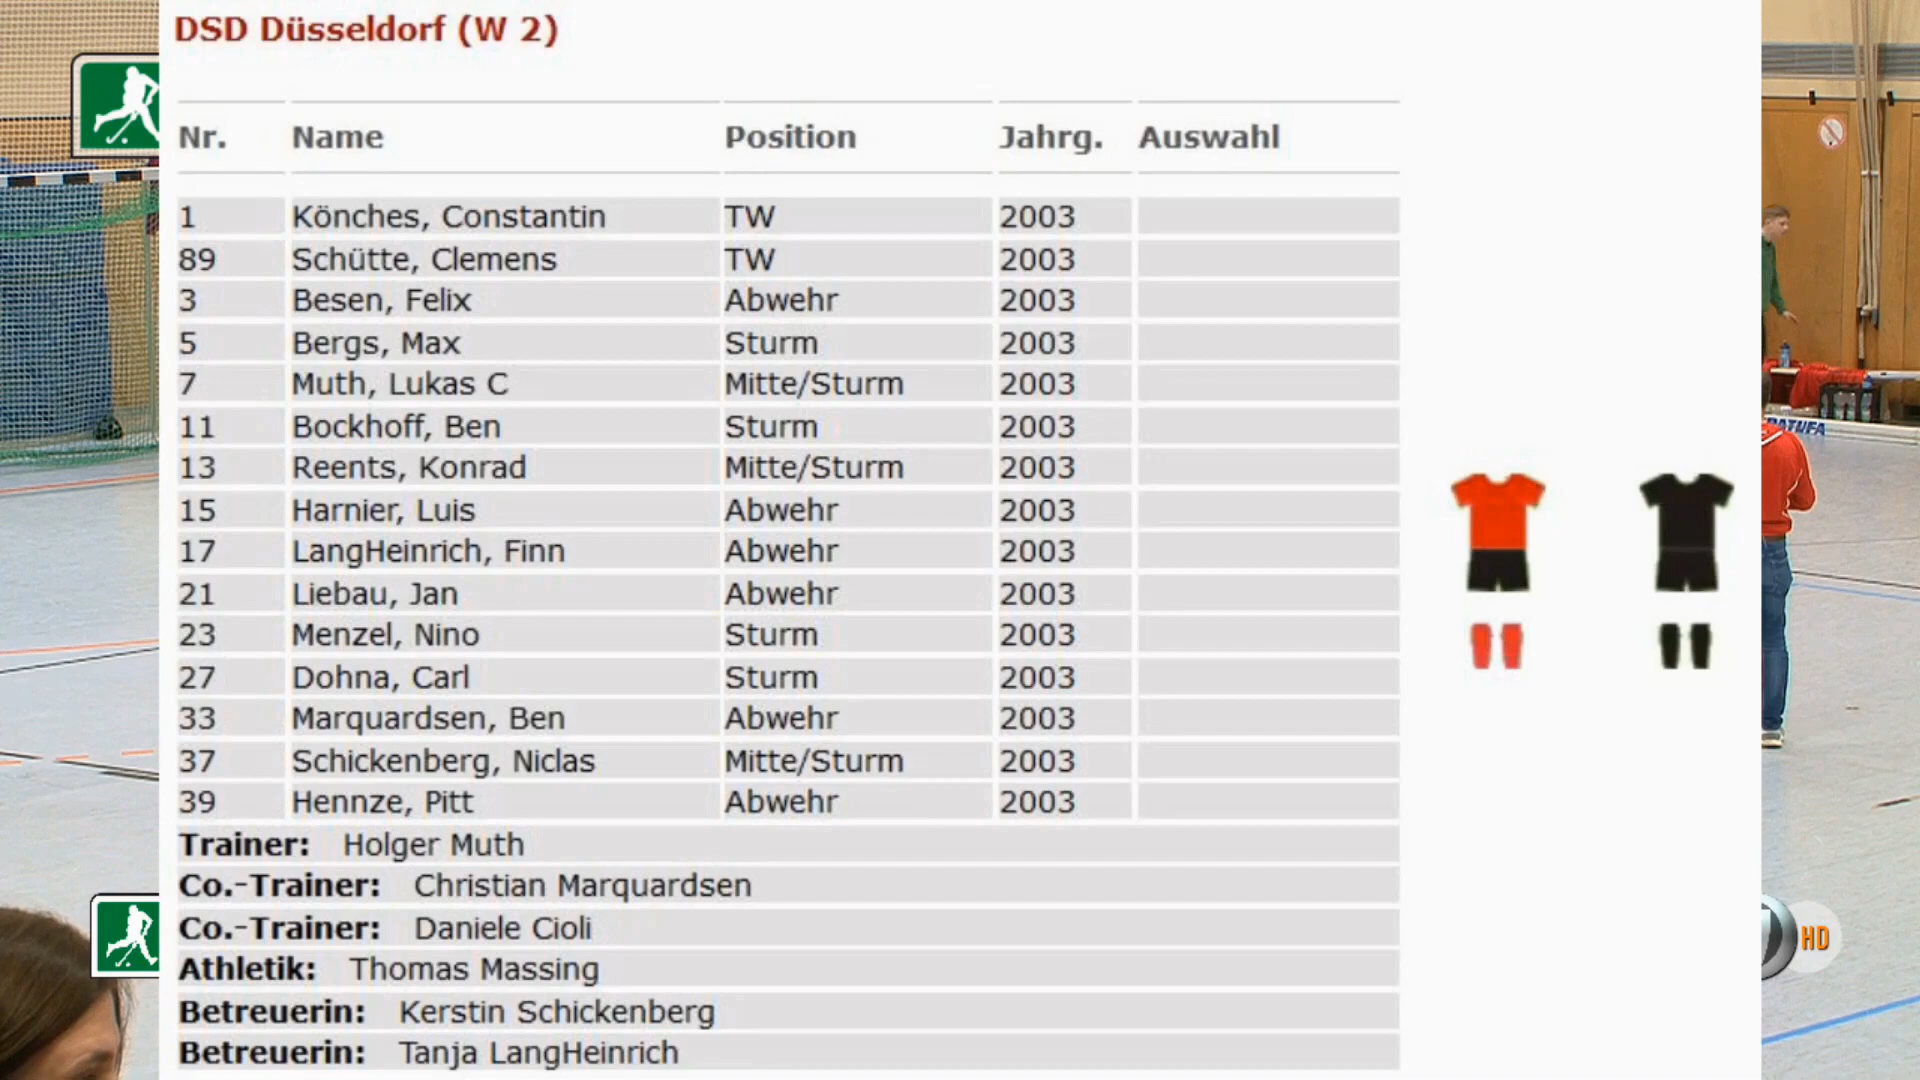 DSD Düsseldorf (W 2)
Nr. Name Position Jahrg. Auswahl
1 Könches, Constantin TW 2003
89 Schütte, Clemens TW 2003
3 Besen, Felix Abwehr 2003
5 Bergs, Max Sturm 2003
7 Muth, Lukas C Mitte/Sturm 2003
11 Bockhoff, Ben Sturm 2003
13 Reents, Konrad Mitte/Sturm 2003
15 Harnier, Luis Abwehr 2003
17 LangHeinrich, Finn Abwehr 2003
21 Liebau, Jan Abwehr 2003
23 Menzel, Nino Sturm 2003
27 Dohna, Carl Sturm 2003
33 Marquardsen, Ben Abwehr 2003
37 Schickenberg, Niclas Mitte/Sturm 2003
39 Hennze, Pitt Abwehr 2003
Trainer: Holger Muth
Co.-Trainer: Christian Marquardsen
Co.-Trainer: Daniele Cioli
Athletik: Thomas Massing
Betreuerin: Kerstin Schickenberg
Betreuerin: Tanja LangHeinrich
HD